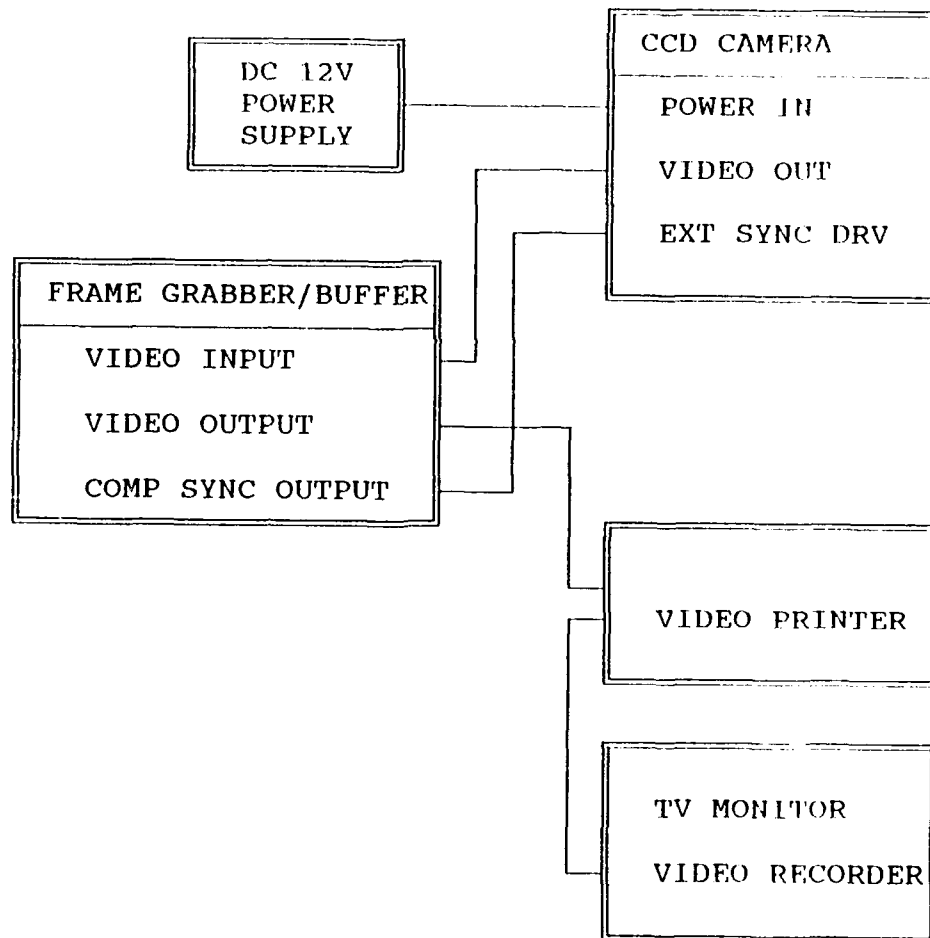 DC 12V
POWER
SUPPLY
CCD CAMERA
POWER IN
VIDEO OUT
EXT SYNC DRV
FRAME GRABBER/BUFFER
VIDEO INPUT
VIDEO OUTPUT
COMP SYNC OUTPUT
VIDEO PRINTER
TV MONITOR
VIDEO RECORDER